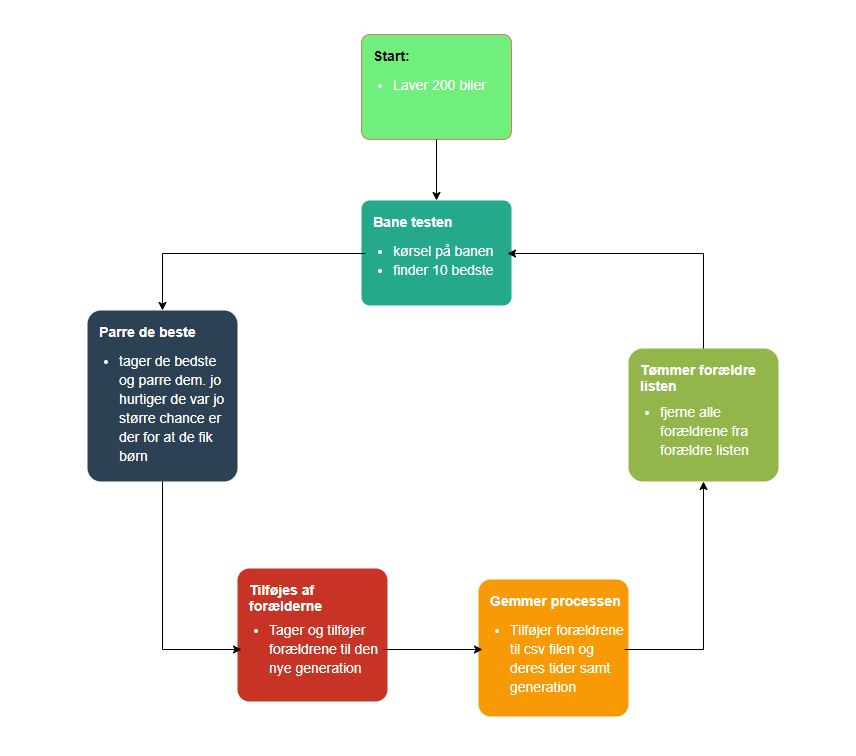 Start:
• Laver 200 biler
Bane testen
• kørsel på banen
• finder 10 bedste
Parre de beste
• tager de bedste
og parre dem. jo
hurtiger de var jo
større chance er
der for at de fik
børn
Tilføjes af
forælderne
• Tager og tilføjer
forældrene til den
nye generation
Gemmer processen
• Tilføjer forældrene
til csv filen og
deres tider samt
generation
Tømmer forældre
listen
• fjerne alle
forældrene fra
forældre listen